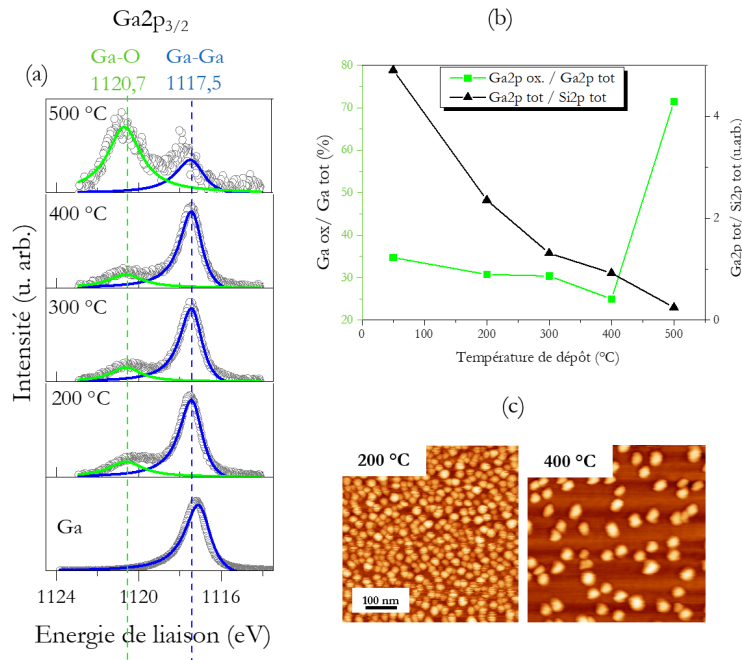 Ga2p3/2
(a)
Ga-O
1120,7
Ga-Ga
1117,5
500 °C
400 °C
300 °C
200 °C
Ga
Intensité (u. arb.)
1124
1120
1116
Energie de liaison (eV)
(b)
Ga2p ox. / Ga2p tot
Ga2p tot / Si2p tot
80
70
60
50
40
30
20
Ga ox/ Ga tot (%)
4
2
0
Ga2p tot/ Si2p tot (u.arb.)
0
100
200
300
400
500
Température de dépôt (°C)
(c)
200 °C
100 nm
400 °C